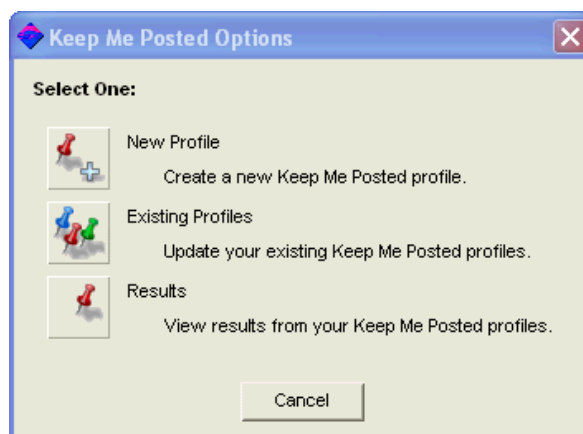 Keep Me Posted Options
Select One:
New Profile
Create a new Keep Me Posted profile.
Existing Profiles
Update your existing Keep Me Posted profiles.
Results
View results from your Keep Me Posted profiles.
Cancel